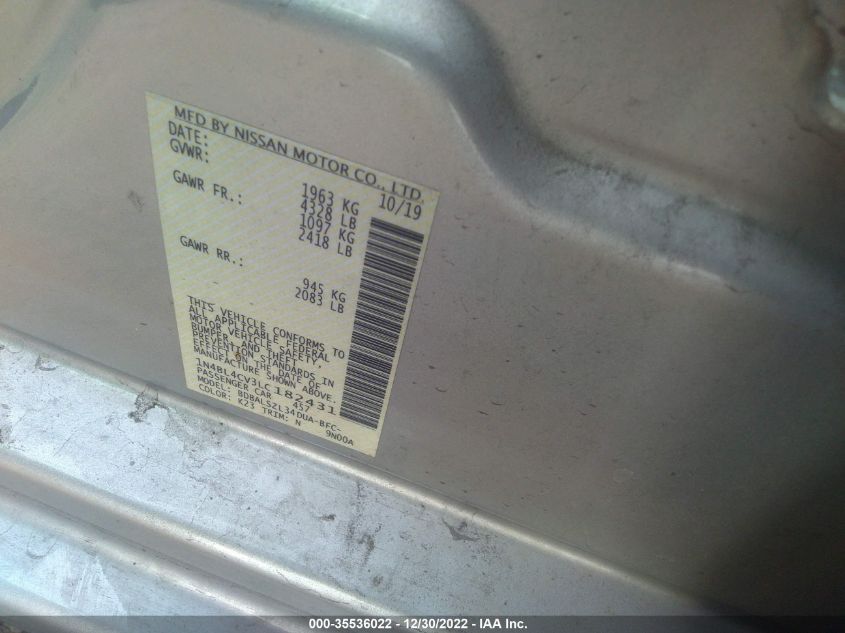 MFD BY NISSAN MOTOR CO., LTD.
DATE: 10/19
GVWR: 1963 KG
4328 LB
GAWR FR.: 1097 KG
2418 LB
GAWR RR.: 945 KG
2083 LB
THIS VEHICLE CONFORMS TO
ALL APPLICABLE FEDERAL
MOTOR VEHICLE SAFETY,
BUMPER, AND THEFT
PREVENTION STANDARDS IN
EFFECT ON THE DATE OF
MANUFACTURE SHOWN ABOVE.
1N4BL4CV3LC182431
PASSENGER CAR 457
MODEL: BDBALSZL34DUA-BFC-
COLOR: K23 TRIM: N 9N00A
000-35536022 - 12/30/2022 - IAA Inc.